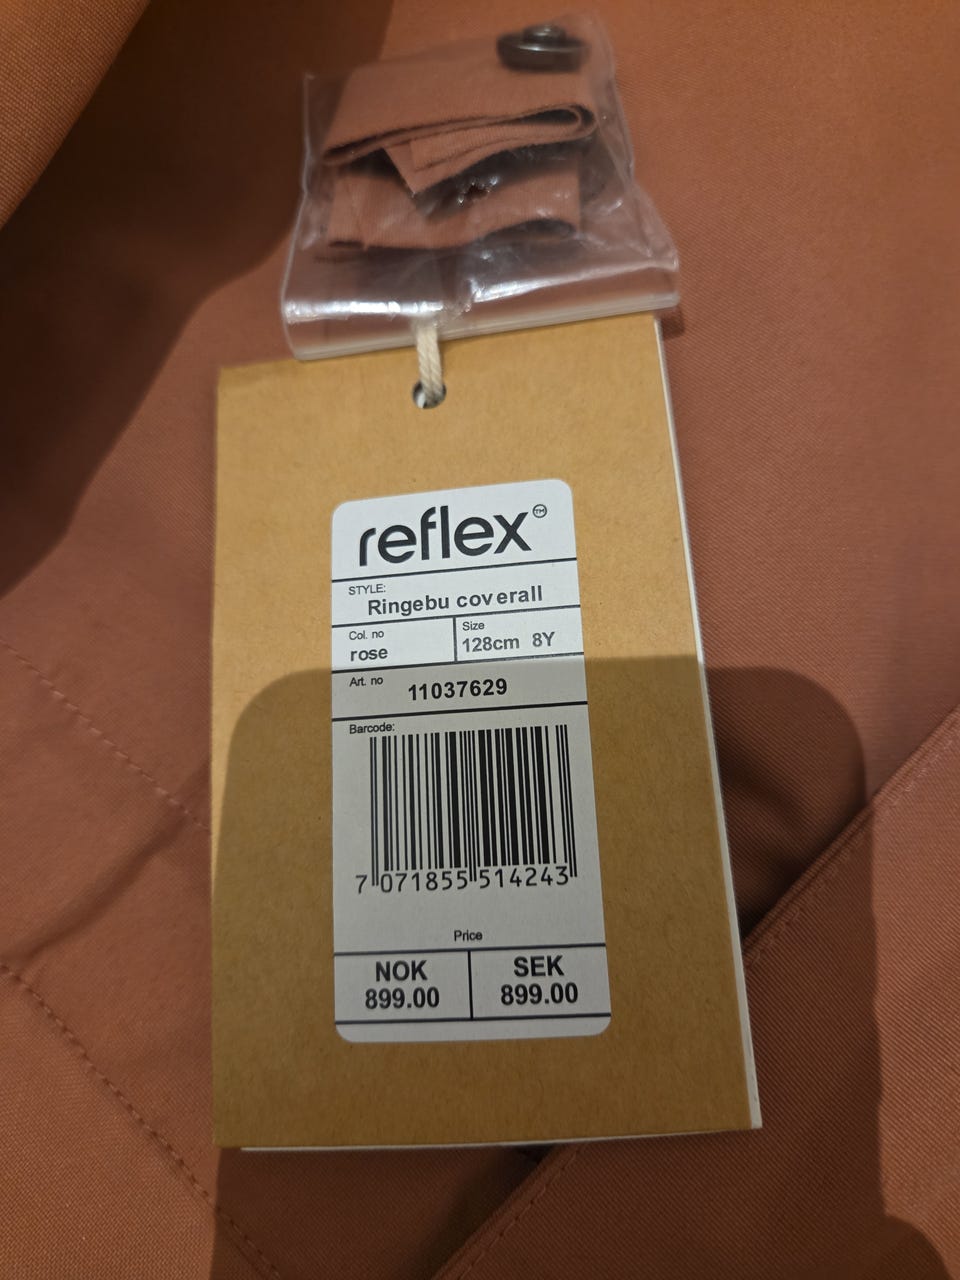 reflex™
STYLE:
Ringebu coverall
Col. no
rose
Size
128cm 8Y
Art. no
11037629
Barcode:
7 071855 514243
Price
NOK
899.00
SEK
899.00